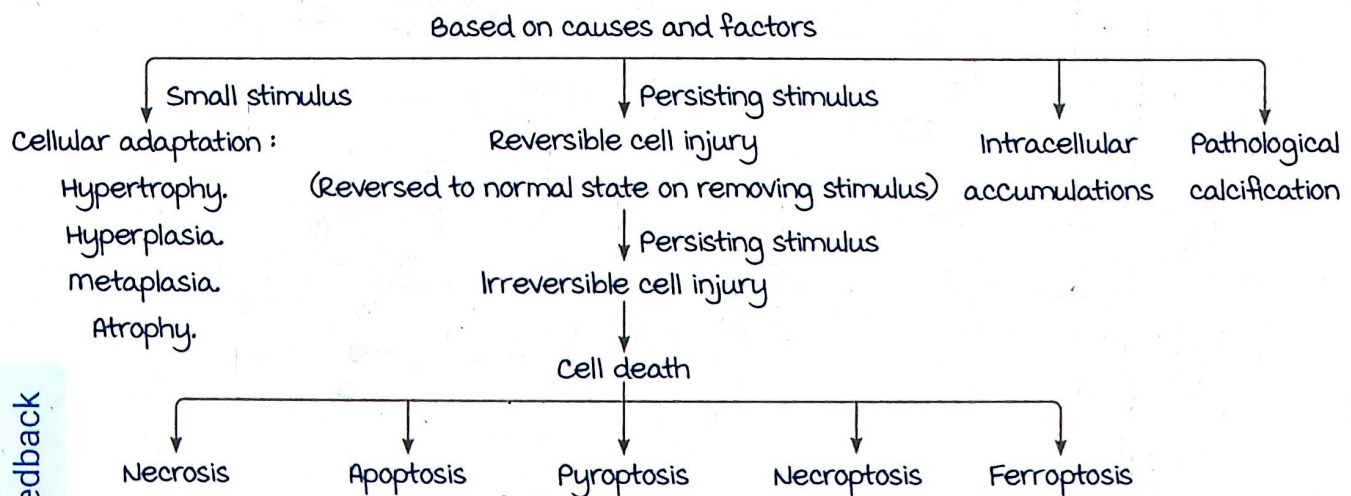 Based on causes and factors
Small stimulus
Persisting stimulus
Cellular adaptation :
Reversible cell injury
Intracellular
Pathological
Hypertrophy.
(Reversed to normal state on removing stimulus)
accumulations
calcification
Hyperplasia.
Persisting stimulus
metaplasia.
Irreversible cell injury
Atrophy.
Cell death
Necrosis
Apoptosis
Pyroptosis
Necroptosis
Ferroptosis